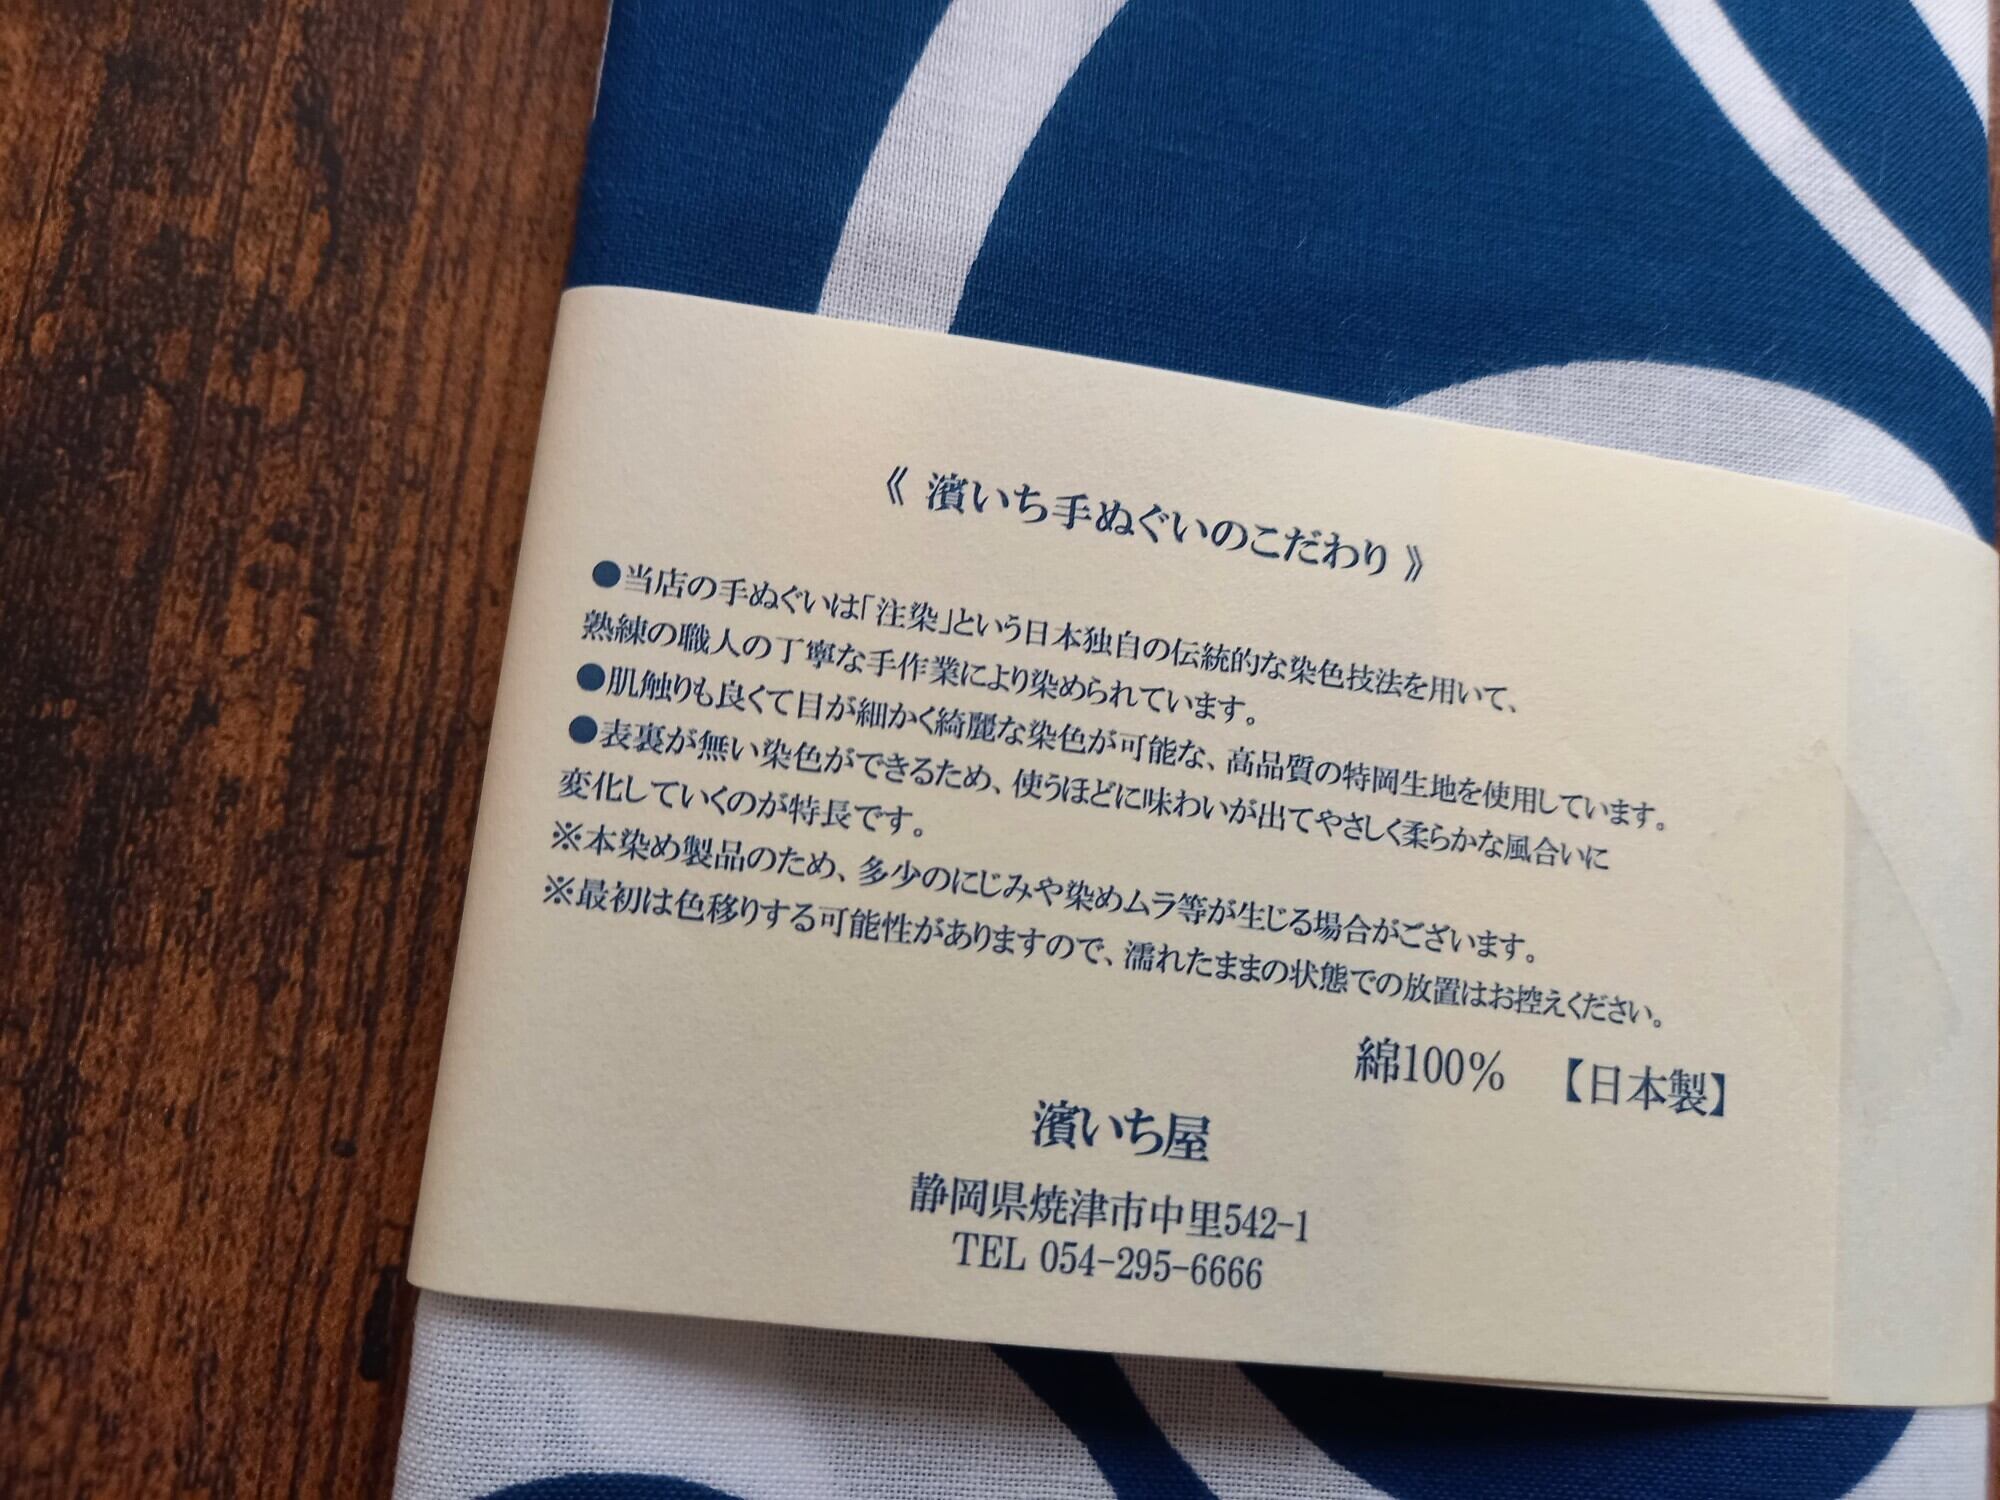 《 濱いち手ぬぐいのこだわり 》
●当店の手ぬぐいは「注染」という日本独自の伝統的な染色技法を用いて、
熟練の職人の丁寧な手作業により染められています。
●肌触りも良くて目が細かく綺麗な染色が可能な、高品質の特岡生地を使用しています。
●表裏が無い染色ができるため、使うほどに味わいが出てやさしく柔らかな風合いに
変化していくのが特長です。
※本染め製品のため、多少のにじみや染めムラ等が生じる場合がございます。
※最初は色移りする可能性がありますので、濡れたままの状態での放置はお控えください。
綿100% 【日本製】
濱いち屋
静岡県焼津市中里542-1
TEL 054-295-6666